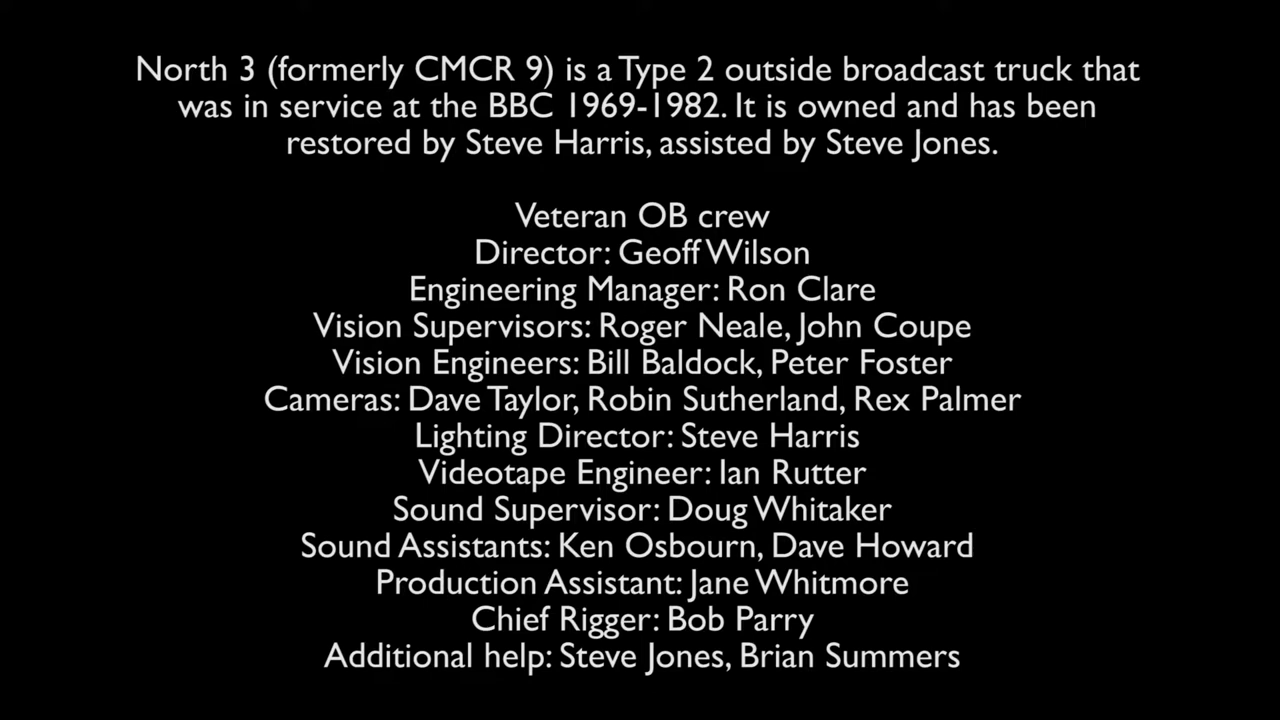 North 3 (formerly CMCR 9) is a Type 2 outside broadcast truck that
was in service at the BBC 1969-1982. It is owned and has been
restored by Steve Harris, assisted by Steve Jones.
Veteran OB crew
Director: Geoff Wilson
Engineering Manager: Ron Clare
Vision Supervisors: Roger Neale, John Coupe
Vision Engineers: Bill Baldock, Peter Foster
Cameras: Dave Taylor, Robin Sutherland, Rex Palmer
Lighting Director: Steve Harris
Videotape Engineer: Ian Rutter
Sound Supervisor: Doug Whitaker
Sound Assistants: Ken Osbourn, Dave Howard
Production Assistant: Jane Whitmore
Chief Rigger: Bob Parry
Additional help: Steve Jones, Brian Summers